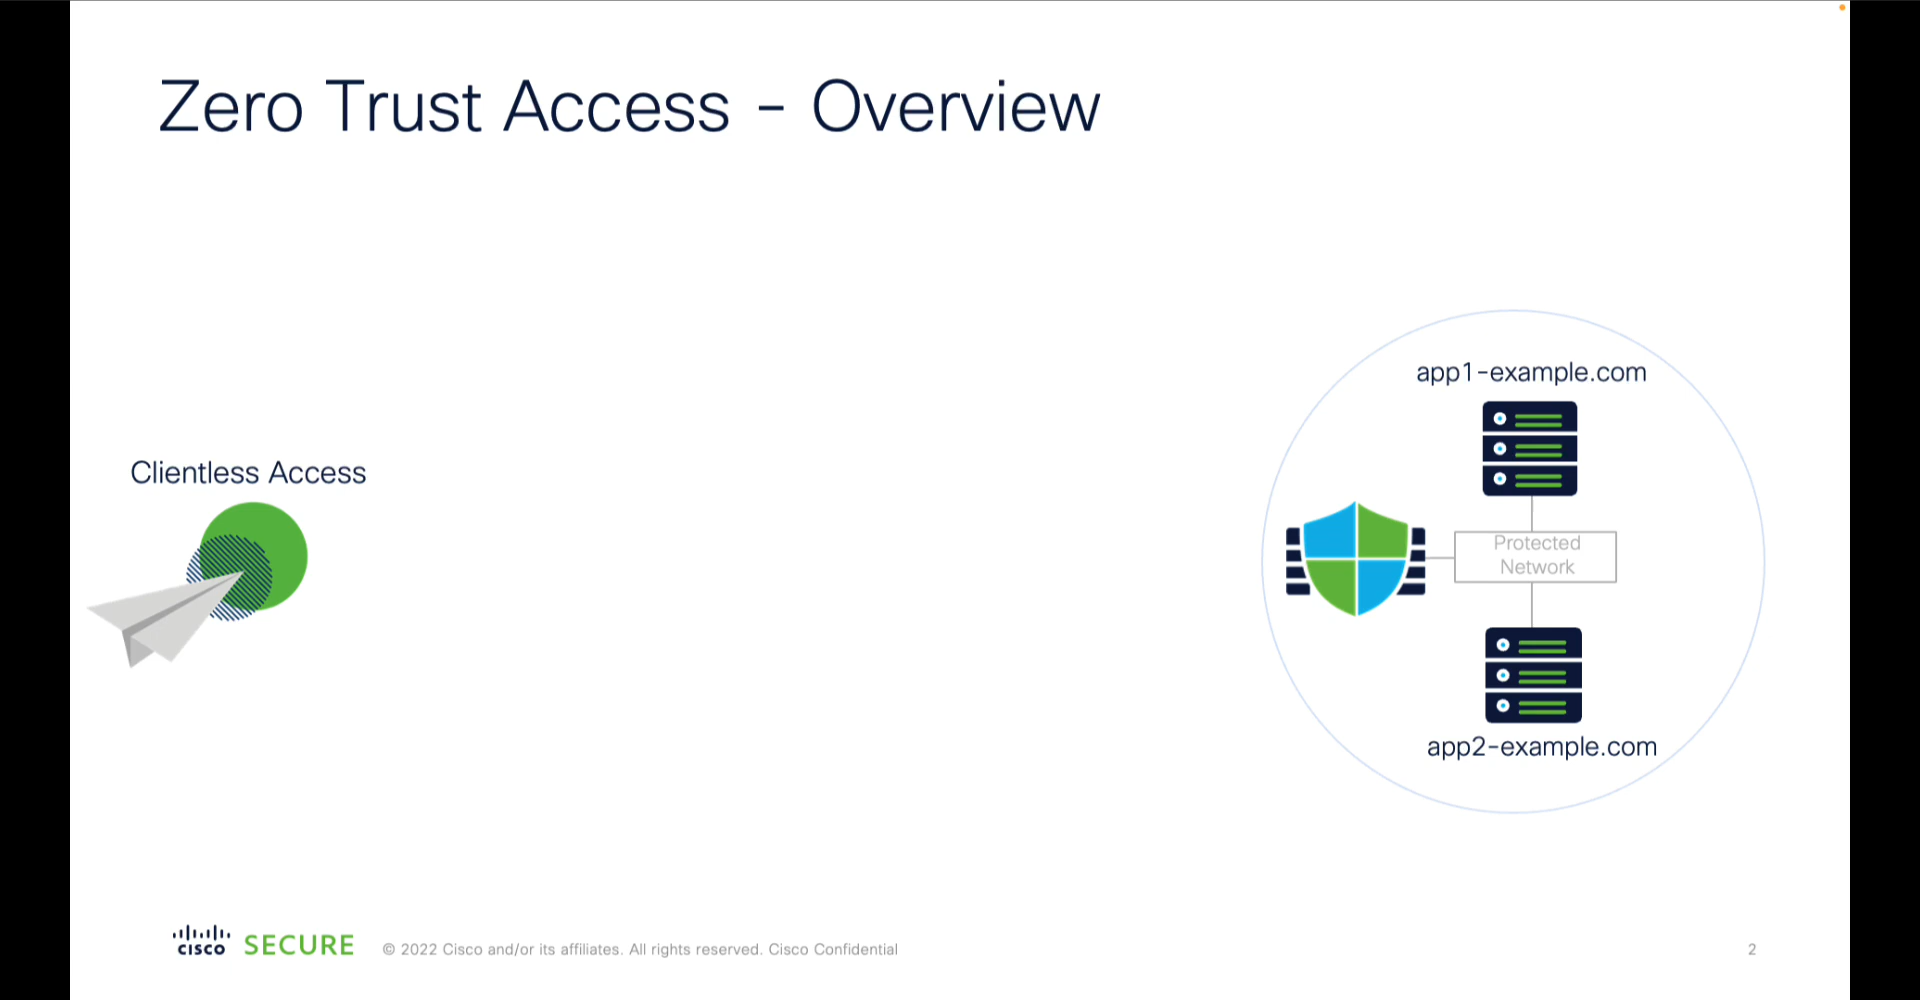 Zero Trust Access - Overview
Clientless Access
app1-example.com
Protected
Network
app2-example.com
CISCO SECURE
© 2022 Cisco and/or its affiliates. All rights reserved. Cisco Confidential
2